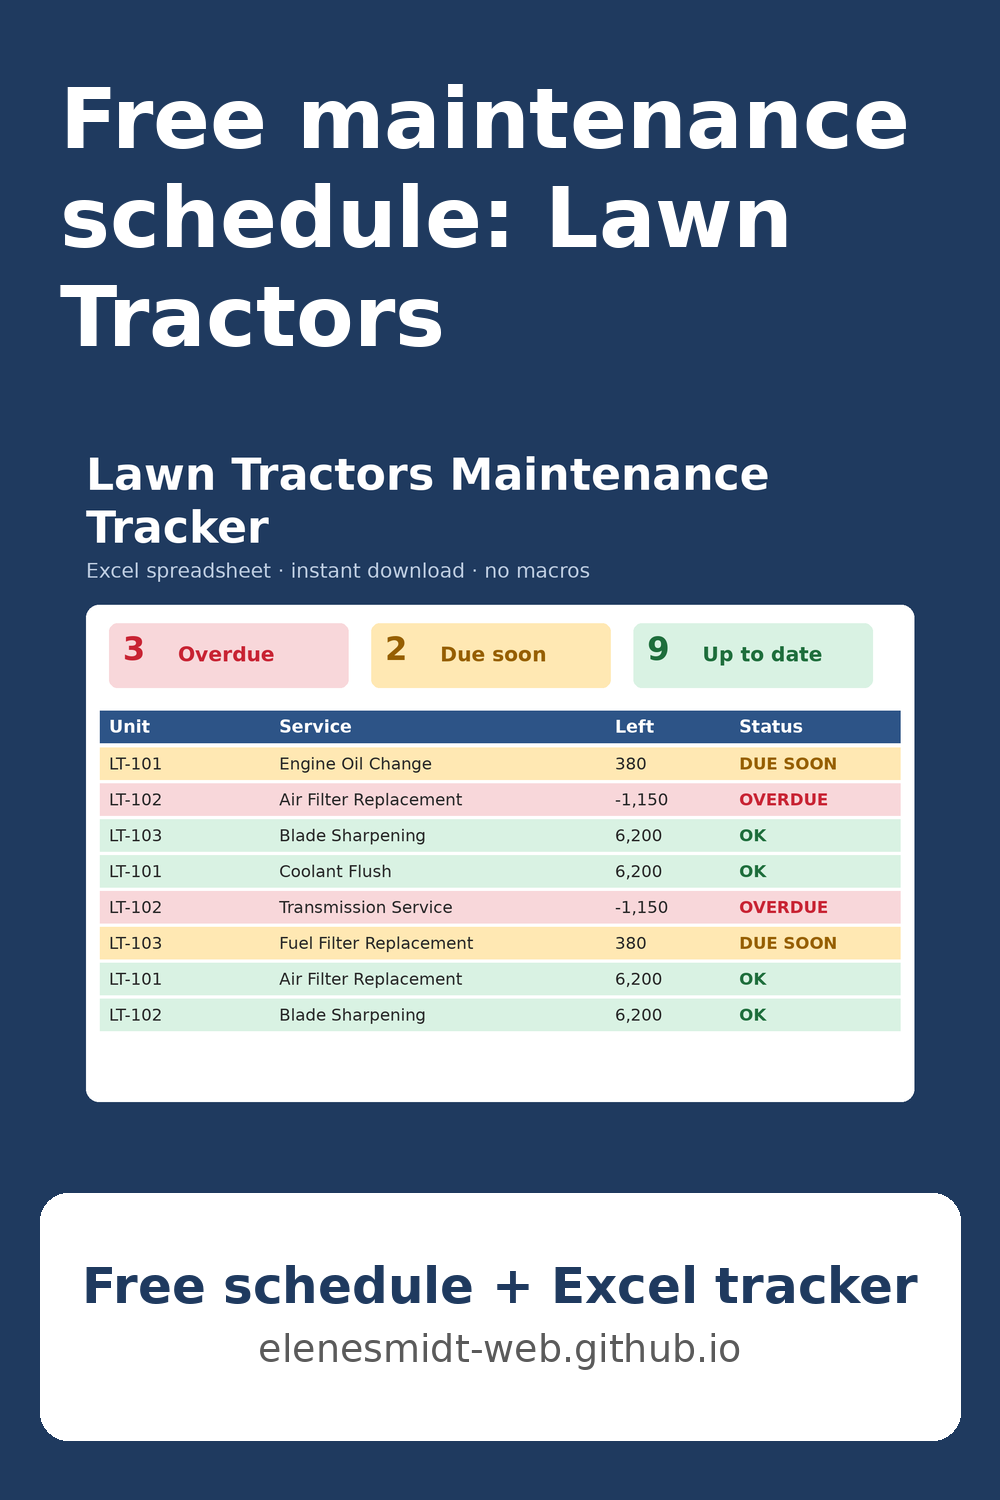 Free maintenance
schedule: Lawn
Tractors
Lawn Tractors Maintenance
Tracker
Excel spreadsheet · instant download · no macros
3 Overdue 2 Due soon 9 Up to date
Unit Service Left Status
LT-101 Engine Oil Change 380 DUE SOON
LT-102 Air Filter Replacement -1,150 OVERDUE
LT-103 Blade Sharpening 6,200 OK
LT-101 Coolant Flush 6,200 OK
LT-102 Transmission Service -1,150 OVERDUE
LT-103 Fuel Filter Replacement 380 DUE SOON
LT-101 Air Filter Replacement 6,200 OK
LT-102 Blade Sharpening 6,200 OK
Free schedule + Excel tracker
elenesmidt-web.github.io